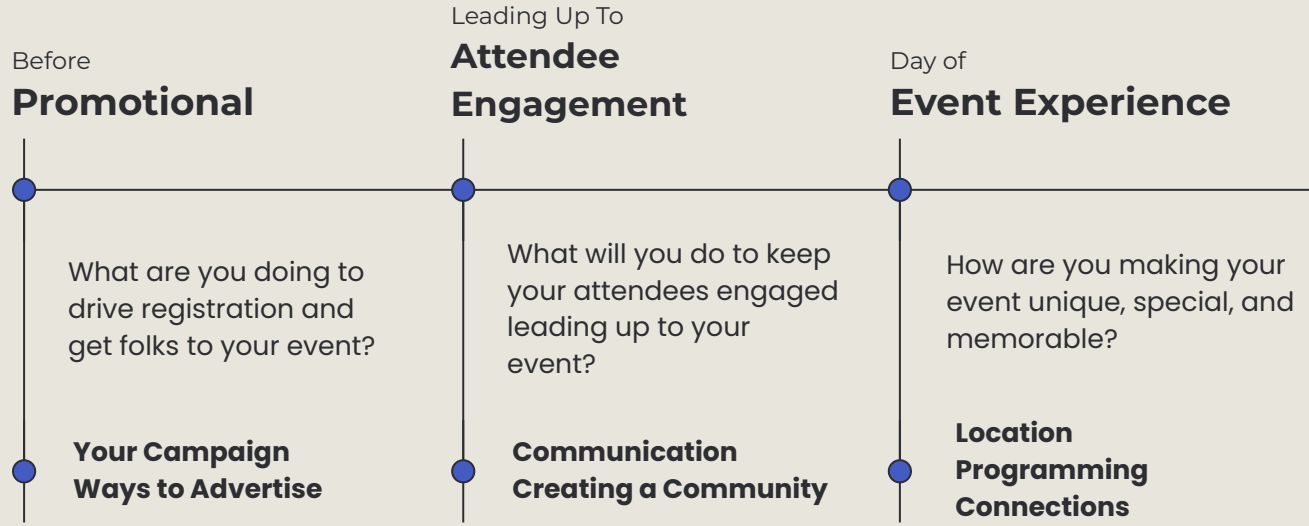 Before
Promotional
What are you doing to
drive registration and
get folks to your event?
Your Campaign
Ways to Advertise
Leading Up To
Attendee
Engagement
What will you do to keep
your attendees engaged
leading up to your
event?
Communication
Creating a Community
Day of
Event Experience
How are you making your
event unique, special, and
memorable?
Location
Programming
Connections